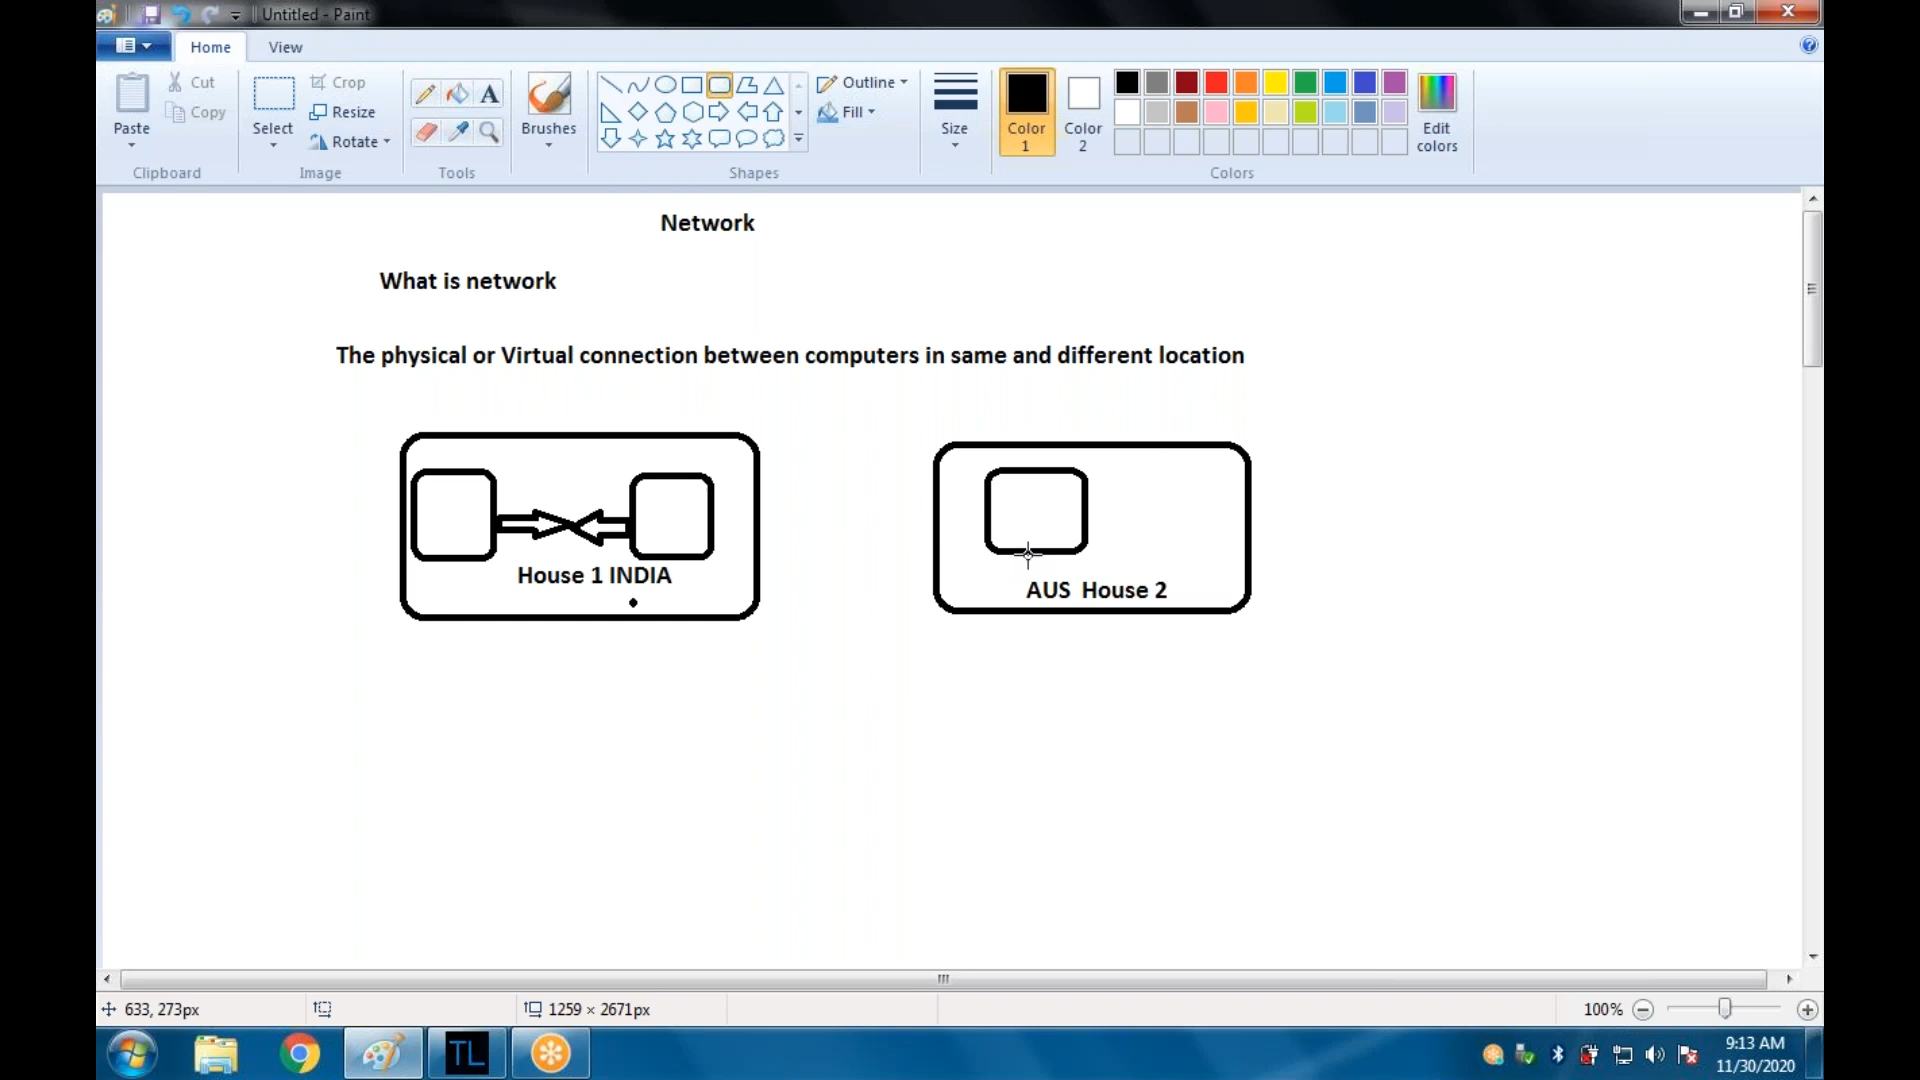 Untitled - Paint
Home View
Cut
Copy
Paste
Clipboard
Crop
Resize
Rotate
Select
Image
Tools
Brushes
Shapes
Outline
Fill
Size
Color 1
Color 2
Edit colors
Colors
Network
What is network
The physical or Virtual connection between computers in same and different location
House 1 INDIA
AUS House 2
633, 273px
1259 × 2671px
100%
TL
9:13 AM
11/30/2020